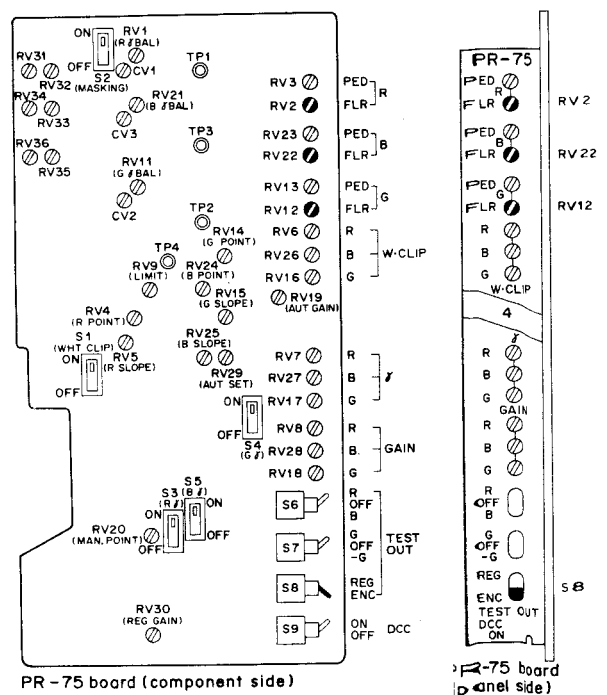 ON
RV1
(R γ BAL)
OFF
S2
(MASKING)
CV1
TP1
RV31
RV32
RV34
RV33
RV21
(B γ BAL)
CV3
TP3
RV36
RV35
RV11
(G γ BAL)
CV2
TP2
RV14
(G POINT)
TP4
RV9
(LIMIT)
RV24
(B POINT)
RV15
(G SLOPE)
RV4
(R POINT)
RV25
(B SLOPE)
S1
(WHT CLIP)
ON
OFF
RV5
(R SLOPE)
RV29
(AUT SET)
RV19
(AUT GAIN)
ON
OFF
S4
(G γ)
S5
(B γ)
S3
(R γ)
ON
OFF
ON
OFF
RV20
(MAN, POINT)
RV30
(REG GAIN)
RV3 PED
RV2 FLR
R
RV23 PED
RV22 FLR
B
RV13 PED
RV12 FLR
G
RV6 R
RV26 B
RV16 G
W·CLIP
RV7 R
RV27 B
RV17 G
γ
RV8 R
RV28 B.
RV18 G
GAIN
S6 R
OFF
B
S7 G
OFF
-G
S8 REG
ENC
TEST
OUT
S9 ON
OFF DCC
PR-75 board (component side)
PR-75
PED
R
FLR RV2
PED
B
FLR RV22
PED
G
FLR RV12
R
B
G
W·CLIP
4
γ
R
B
G
GAIN
R
B
G
R
OFF
B
G
OFF
-G
REG
ENC S8
TEST OUT
DCC
ON
PR-75 board
(panel side)